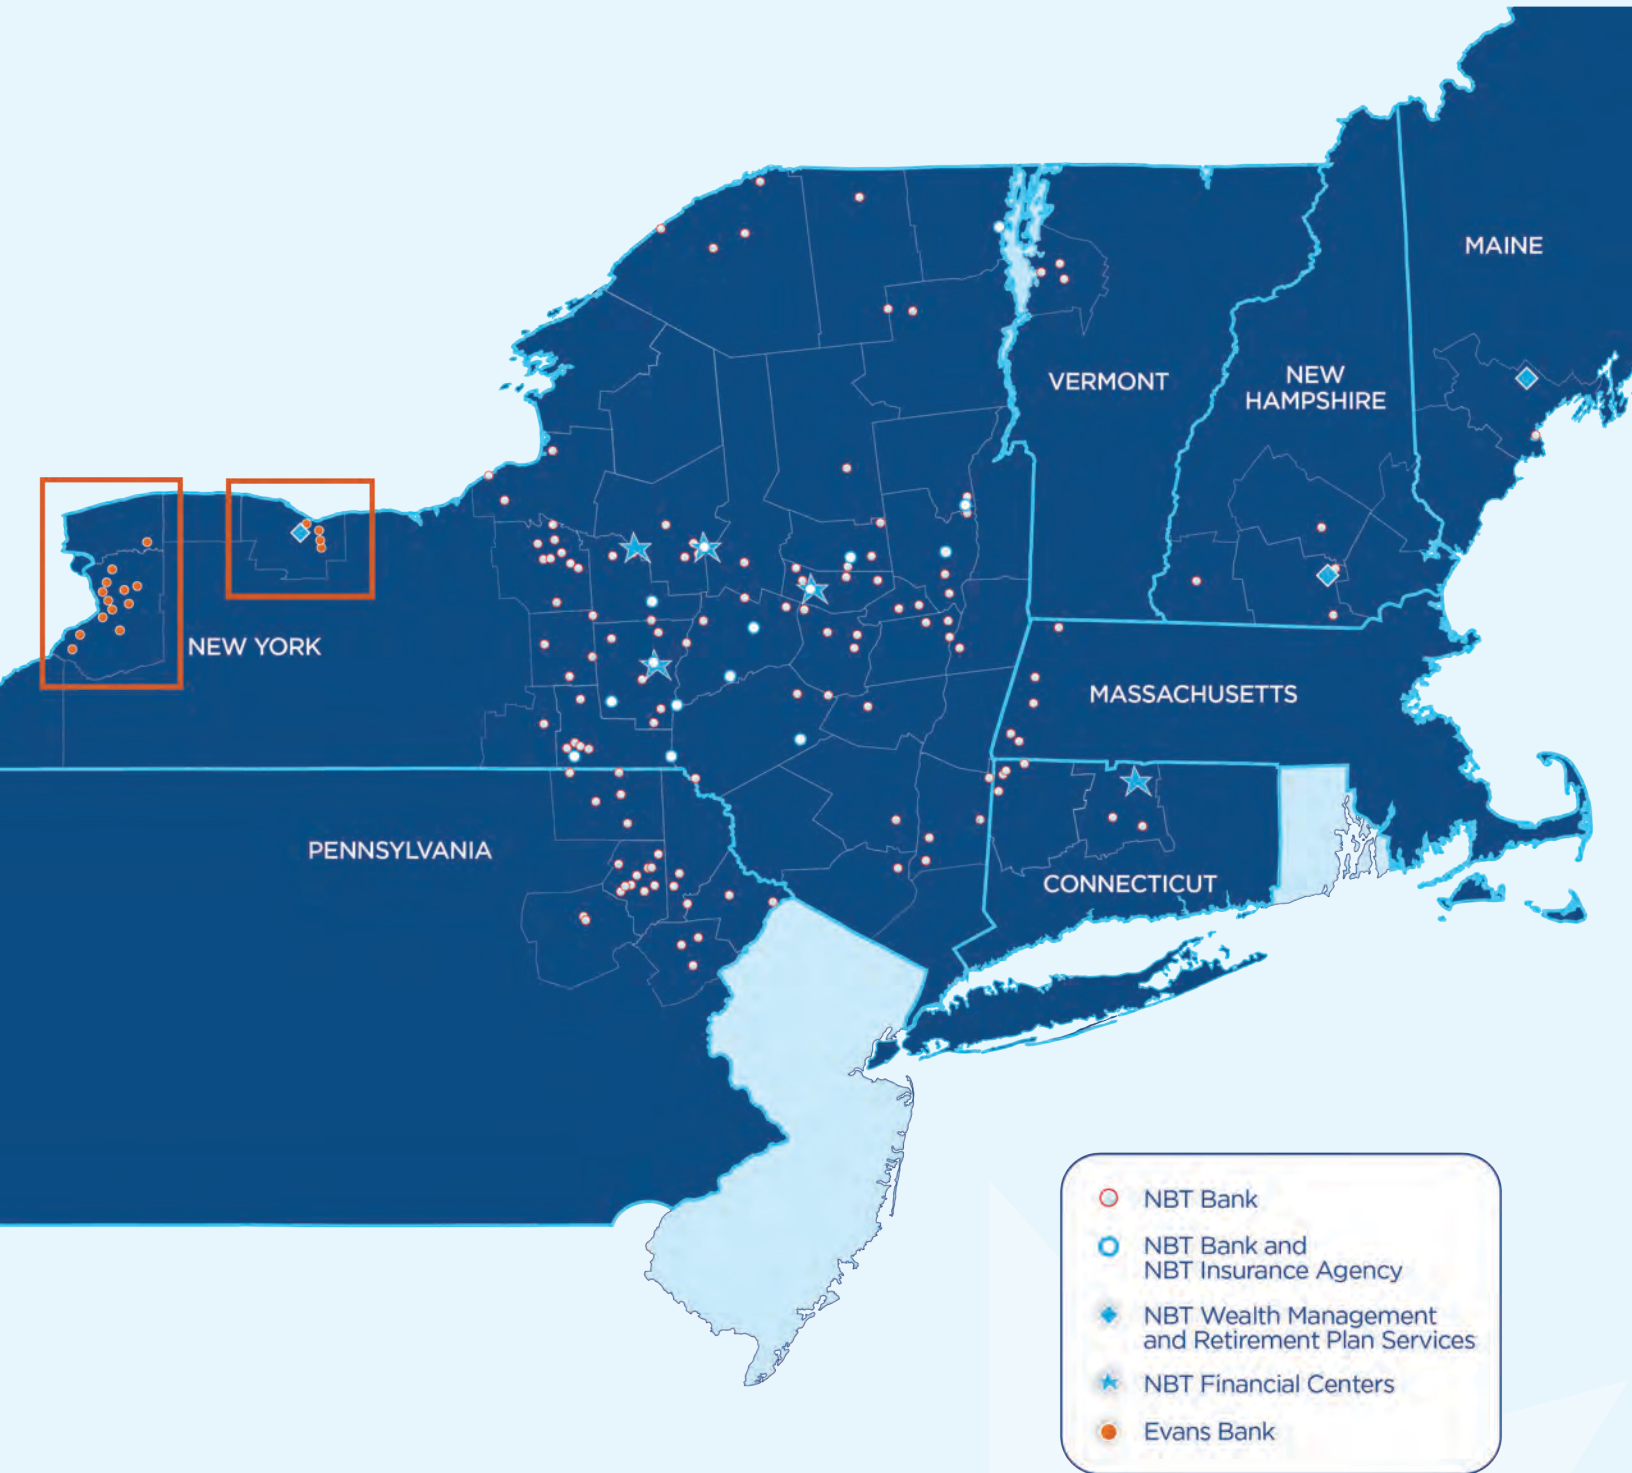 MAINE
VERMONT
NEW
HAMPSHIRE
NEW YORK
MASSACHUSETTS
PENNSYLVANIA
CONNECTICUT
NBT Bank
NBT Bank and
NBT Insurance Agency
NBT Wealth Management
and Retirement Plan Services
NBT Financial Centers
Evans Bank